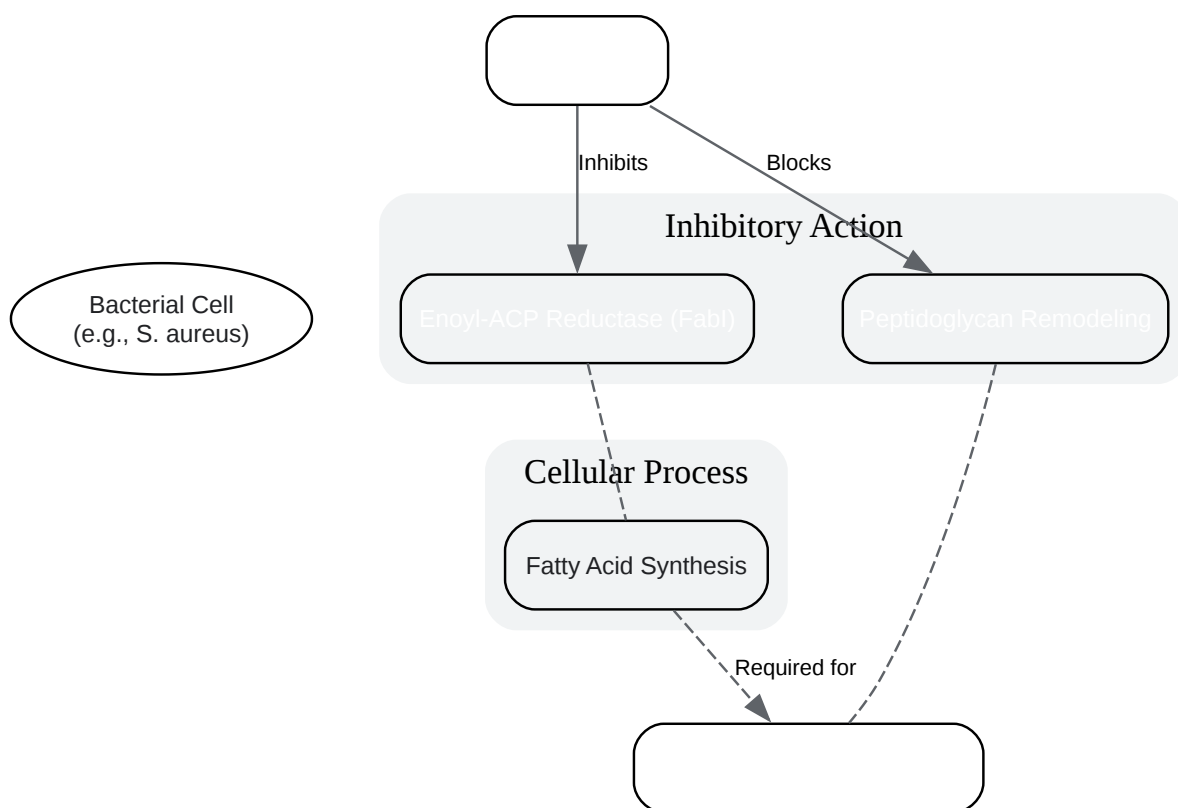 Inhibits
Blocks
Inhibitory Action
Bacterial Cell
(e.g., S. aureus)
Enoyl-ACP Reductase (FabI)
Peptidoglycan Remodeling
Cellular Process
Fatty Acid Synthesis
Required for